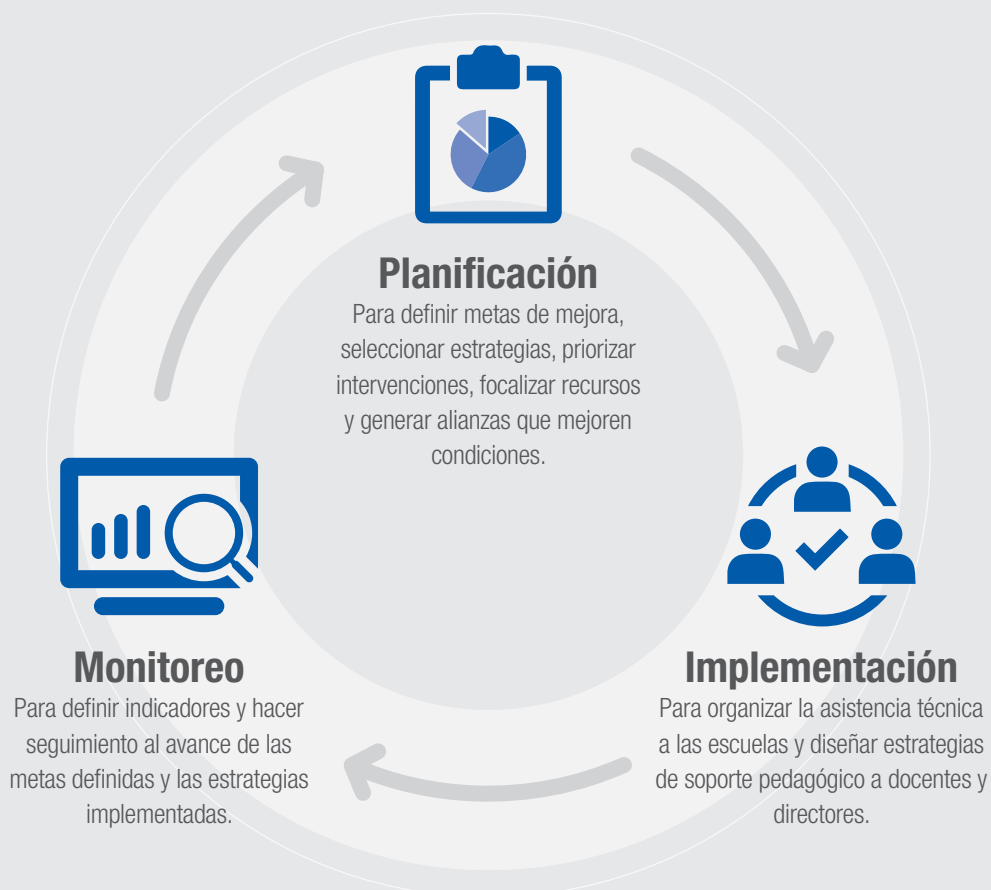 Planificación
Para definir metas de mejora,
seleccionar estrategias, priorizar
intervenciones, focalizar recursos
y generar alianzas que mejoren
condiciones.
Monitoreo
Para definir indicadores y hacer
seguimiento al avance de las
metas definidas y las estrategias
implementadas.
Implementación
Para organizar la asistencia técnica
a las escuelas y diseñar estrategias
de soporte pedagógico a docentes y
directores.